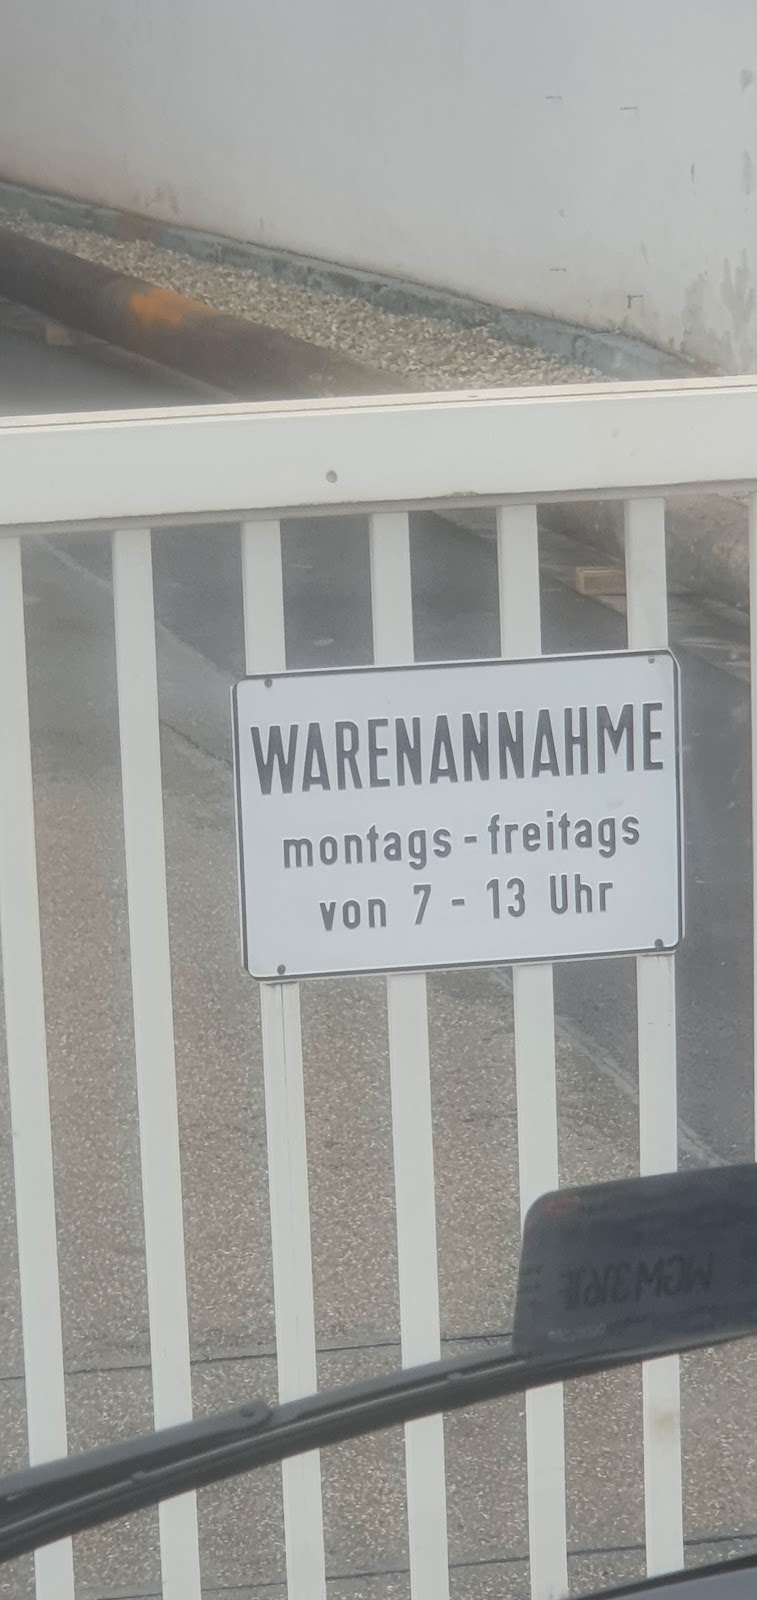 WARENANNAHME
montags - freitags
von 7 - 13 Uhr